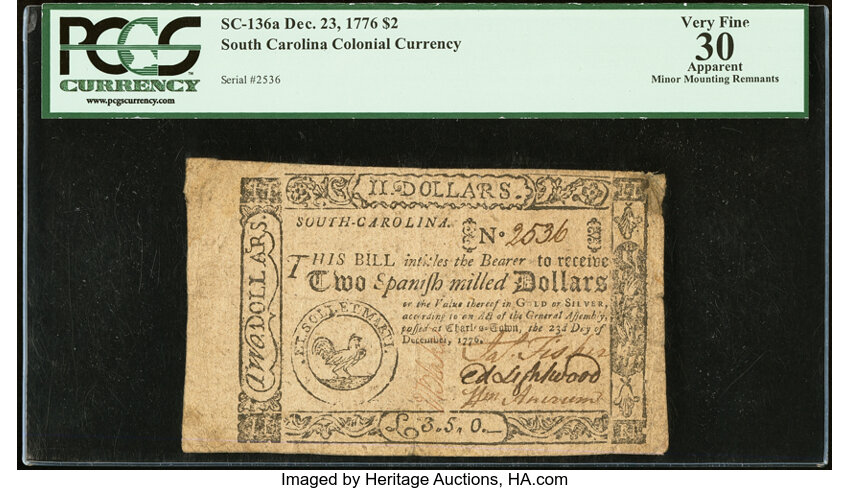 PCGS
CURRENCY
www.pcgscurrency.com
SC-136a Dec. 23, 1776 $2
South Carolina Colonial Currency
Serial #2536
Very Fine
30
Apparent
Minor Mounting Remnants
II. DOLLARS.
TWO DOLLARS.
SOUTH-CAROLINA.
No 2536
THIS BILL intitles the Bearer to receive
Two Spanish milled Dollars
or the Value thereof in GOLD or SILVER,
according to an Act of the General Assembly,
passed at Charles-Town, the 23d Day of
December, 1776.
ET SOLI ET MARTI.
Ed Lightwood
£3.5.0.
Imaged by Heritage Auctions, HA.com